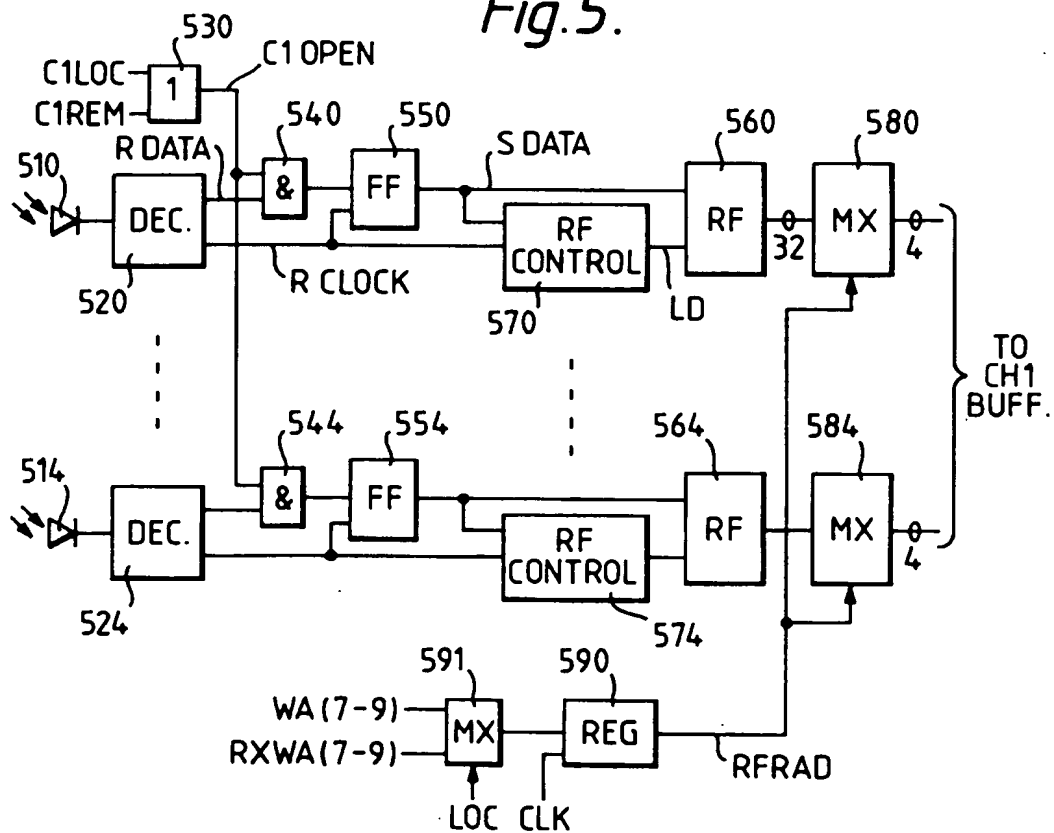 Fig.5.
530
C1LOC
C1REM
1
C1 OPEN
R DATA
540
550
S DATA
560
580
510
DEC.
&
FF
RF
MX
32
4
RF CONTROL
520
R CLOCK
570
LD
TO
CH1
BUFF.
544
554
564
584
514
DEC.
&
FF
RF
MX
4
RF CONTROL
524
574
591
590
WA(7-9)
RXWA(7-9)
MX
REG
RFRAD
LOC
CLK